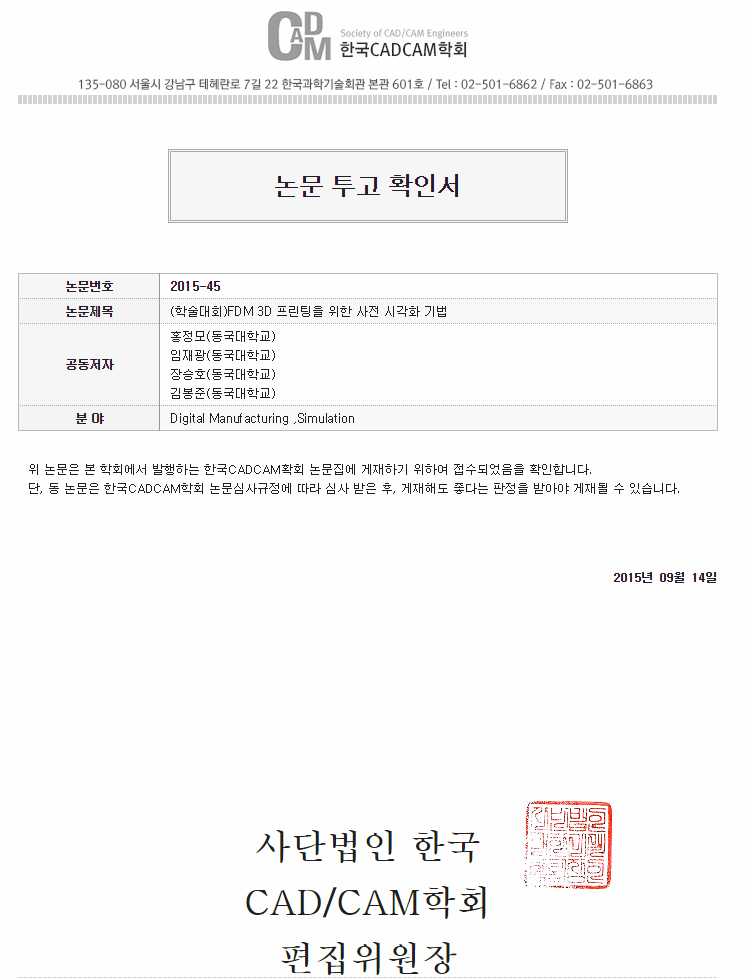 CADM
Society of CAD/CAM Engineers
한국CADCAM학회
135-080 서울시 강남구 테헤란로 7길 22 한국과학기술회관 본관 601호 / Tel : 02-501-6862 / Fax : 02-501-6863
논문 투고 확인서
논문번호 2015-45
논문제목 (학술대회)FDM 3D 프린팅을 위한 사전 시각화 기법
공동저자
홍정모(동국대학교)
임재광(동국대학교)
장승호(동국대학교)
김봉준(동국대학교)
분 야 Digital Manufacturing ,Simulation
위 논문은 본 학회에서 발행하는 한국CADCAM학회 논문집에 게재하기 위하여 접수되었음을 확인합니다.
단, 동 논문은 한국CADCAM학회 논문심사규정에 따라 심사 받은 후, 게재해도 좋다는 판정을 받아야 게재될 수 있습니다.
2015년 09월 14일
사단법인 한국
CAD/CAM학회
편집위원장